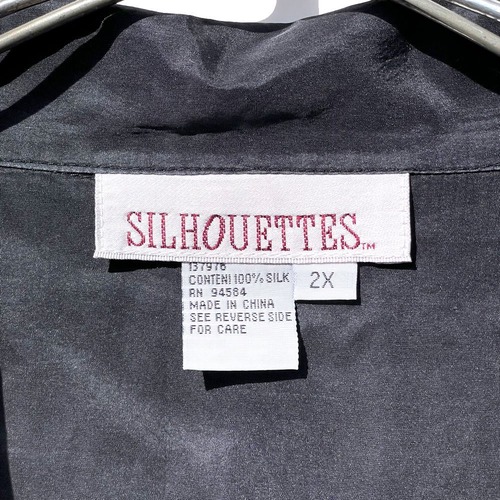 SILHOUETTES™
137976
CONTENT 100% SILK
RN 94584
MADE IN CHINA
SEE REVERSE SIDE
FOR CARE
2X